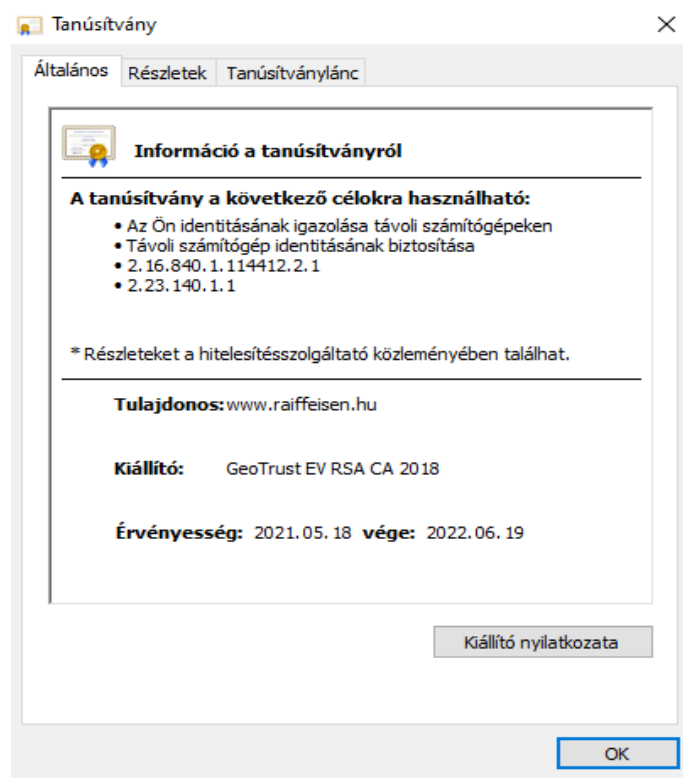 Tanúsítvány
Általános Részletek Tanúsítványlánc
Információ a tanúsítványról
A tanúsítvány a következő célokra használható:
• Az Ön identitásának igazolása távoli számítógépeken
• Távoli számítógép identitásának biztosítása
• 2.16.840.1.114412.2.1
• 2.23.140.1.1
* Részleteket a hitelesítésszolgáltató közleményében találhat.
Tulajdonos: www.raiffeisen.hu
Kiállító: GeoTrust EV RSA CA 2018
Érvényesség: 2021.05.18 vége: 2022.06.19
Kiállító nyilatkozata
OK